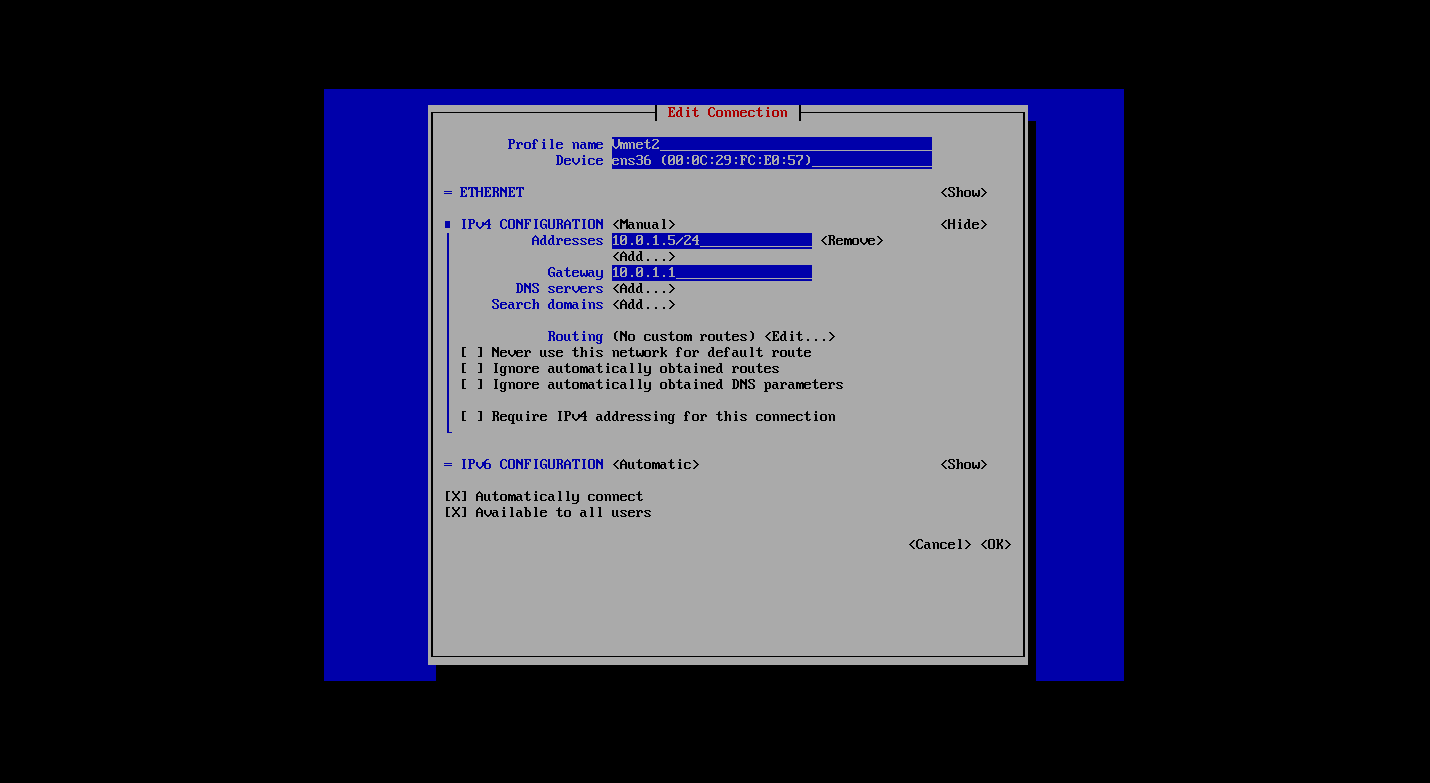 Edit Connection
Profile name Vmnet2
Device ens36 (00:0C:29:FC:E0:57)
= ETHERNET <Show>
IPv4 CONFIGURATION <Manual> <Hide>
Addresses 10.0.1.5/24 <Remove>
<Add...>
Gateway 10.0.1.1
DNS servers <Add...>
Search domains <Add...>
Routing (No custom routes) <Edit...>
[ ] Never use this network for default route
[ ] Ignore automatically obtained routes
[ ] Ignore automatically obtained DNS parameters
[ ] Require IPv4 addressing for this connection
= IPv6 CONFIGURATION <Automatic> <Show>
[X] Automatically connect
[X] Available to all users
<Cancel> <OK>